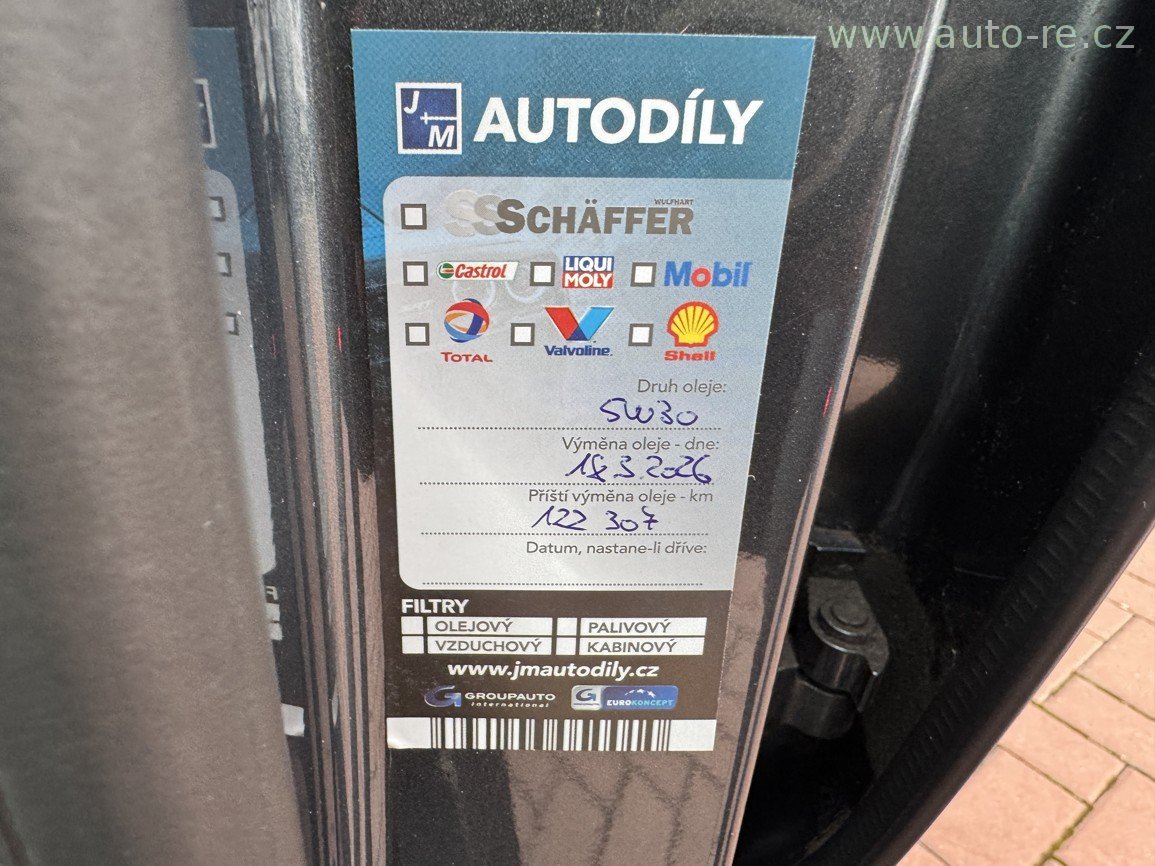 www.auto-re.cz
J+M AUTODÍLY
WULFHART
SCHÄFFER
Castrol LIQUI MOLY Mobil
TOTAL Valvoline. Shell
Druh oleje:
5W30
Výměna oleje - dne:
18.3.2026
Příští výměna oleje - km
122 307
Datum, nastane-li dříve:
FILTRY
OLEJOVÝ PALIVOVÝ
VZDUCHOVÝ KABINOVÝ
www.jmautodily.cz
GROUPAUTO international EUROKONCEPT